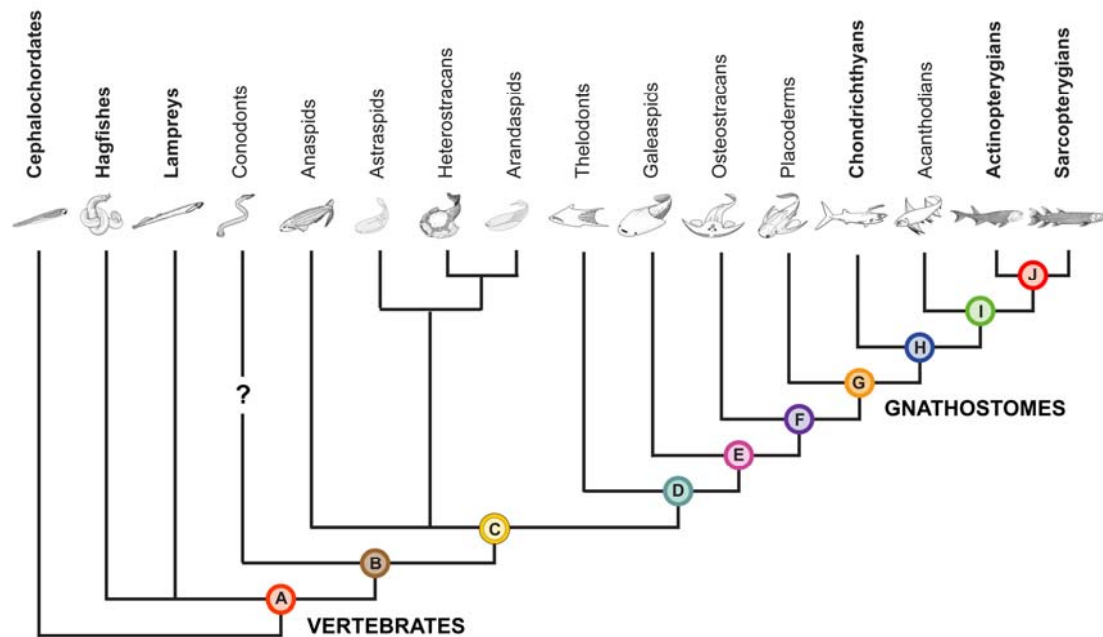 Cephalochordates
Hagfishes
Lampreys
Conodonts
Anaspids
Astraspids
Heterostracans
Arandaspids
Thelodonts
Galeaspids
Osteostracans
Placoderms
Chondrichthyans
Acanthodians
Actinopterygians
Sarcopterygians
J
I
H
?
G
GNATHOSTOMES
F
E
D
C
B
A
VERTEBRATES